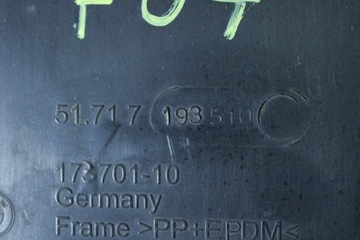 F07
51.71 7 193 510
173701-10
Germany
Frame >PP+EPDM<